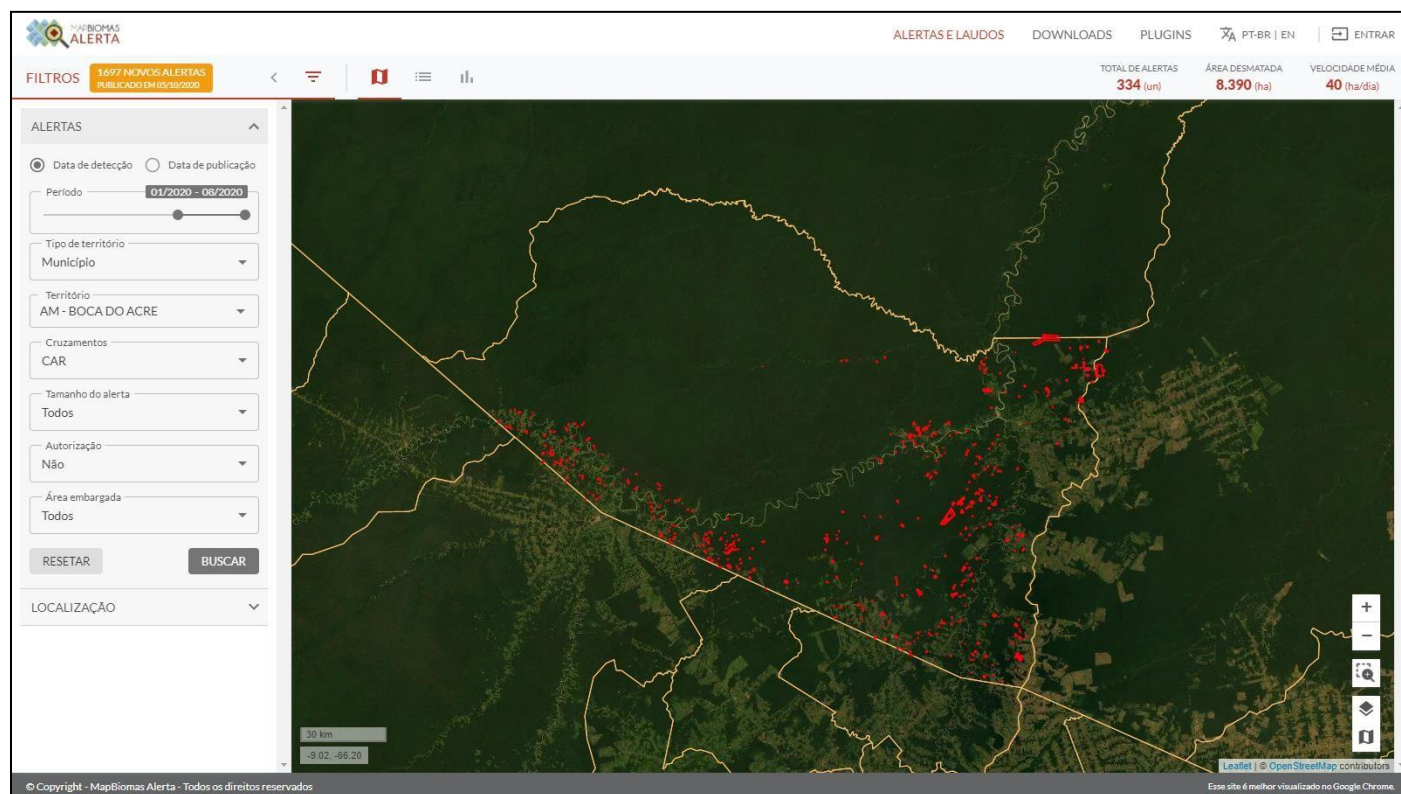 MAPBIOMAS
ALERTA
ALERTAS E LAUDOS DOWNLOADS PLUGINS PT-BR | EN ENTRAR
FILTROS
1697 NOVOS ALERTAS
PUBLICADO EM 05/10/2020
TOTAL DE ALERTAS
334 (un)
ÁREA DESMATADA
8.390 (ha)
VELOCIDADE MÉDIA
40 (ha/dia)
ALERTAS
Data de detecção Data de publicação
Período 01/2020 - 08/2020
Tipo de território
Município
Território
AM - BOCA DO ACRE
Cruzamentos
CAR
Tamanho do alerta
Todos
Autorização
Não
Área embargada
Todos
RESETAR BUSCAR
LOCALIZAÇÃO
30 km
-9.02, -66.20
+
−
Leaflet | © OpenStreetMap contributors
© Copyright - MapBiomas Alerta - Todos os direitos reservados
Esse site é melhor visualizado no Google Chrome.